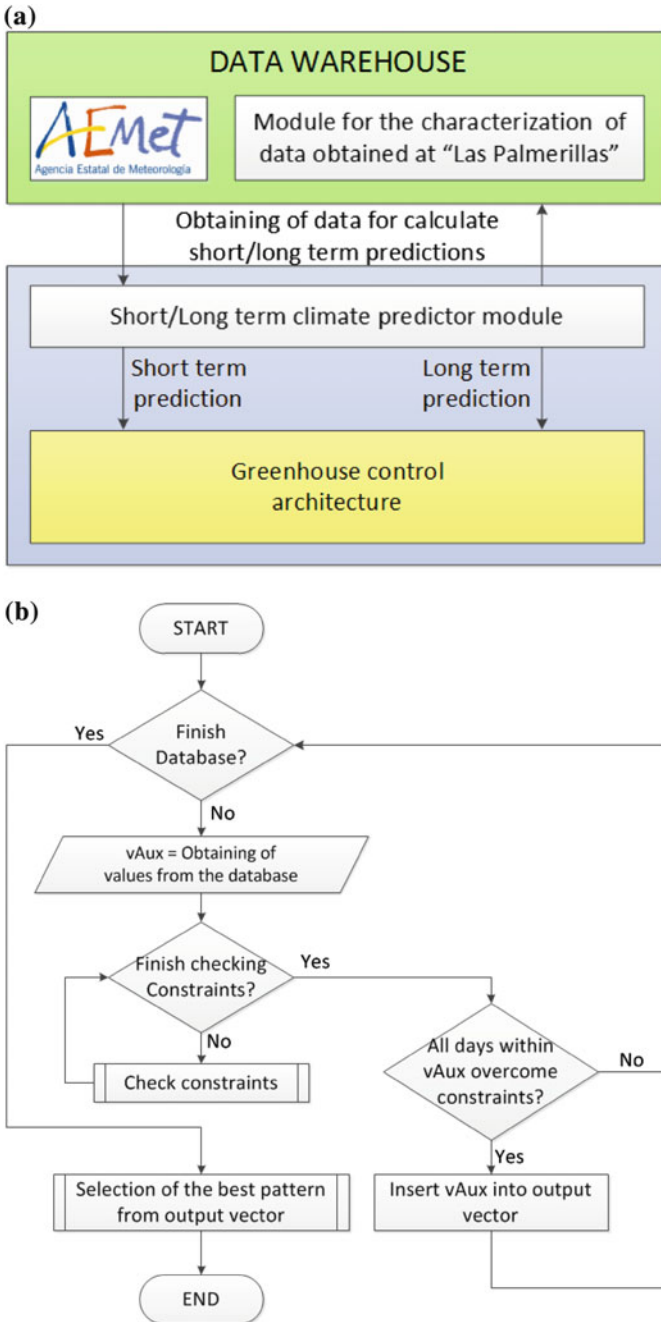 (a)
DATA WAREHOUSE
AEMet
Agencia Estatal de Meteorología
Module for the characterization of
data obtained at “Las Palmerillas”
Obtaining of data for calculate
short/long term predictions
Short/Long term climate predictor module
Short term
prediction
Long term
prediction
Greenhouse control
architecture
(b)
START
Finish
Database?
Yes
No
vAux = Obtaining of
values from the database
Finish checking
Constraints?
Yes
No
Check constraints
All days within
vAux overcome
constraints?
No
Yes
Selection of the best pattern
from output vector
Insert vAux into output
vector
END